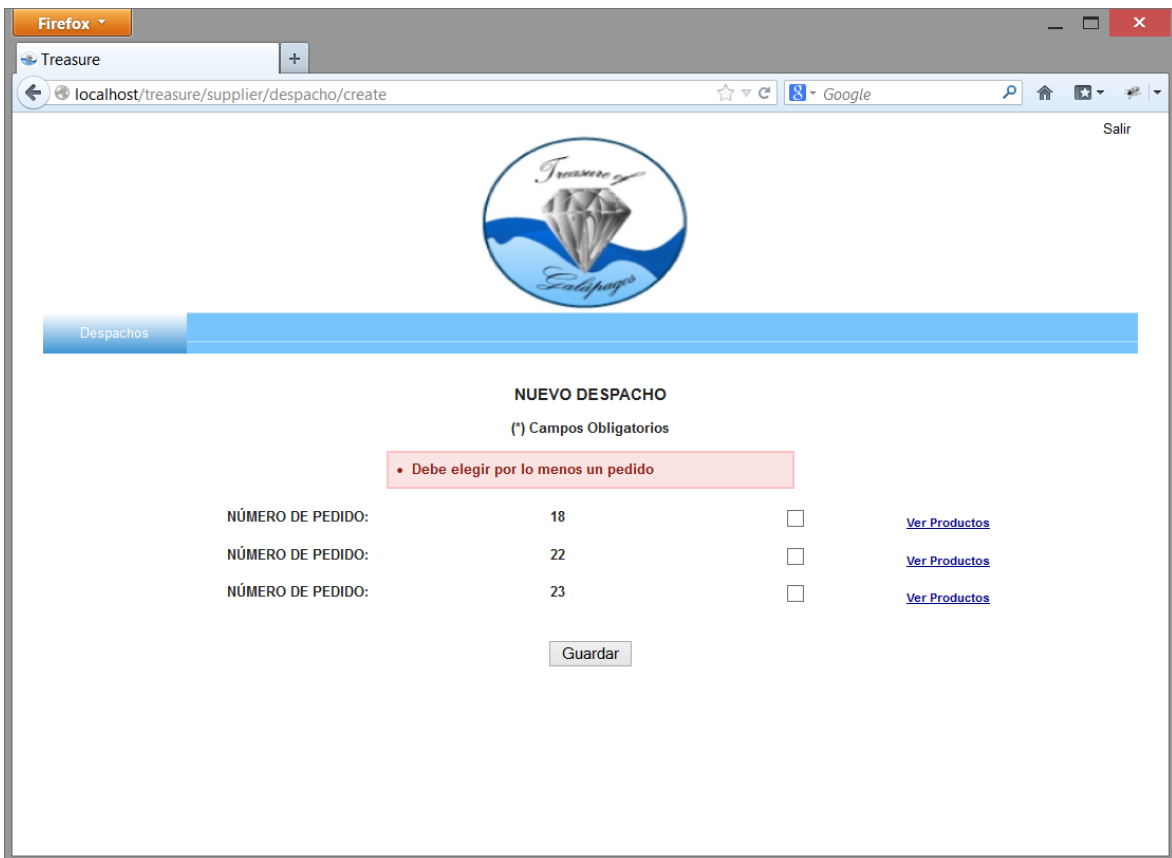 Firefox
Treasure
+
localhost/treasure/supplier/despacho/create
8 Google
Salir
Treasure of
Galápagos
Despachos
NUEVO DESPACHO
(*) Campos Obligatorios
• Debe elegir por lo menos un pedido
NÚMERO DE PEDIDO: 18 Ver Productos
NÚMERO DE PEDIDO: 22 Ver Productos
NÚMERO DE PEDIDO: 23 Ver Productos
Guardar